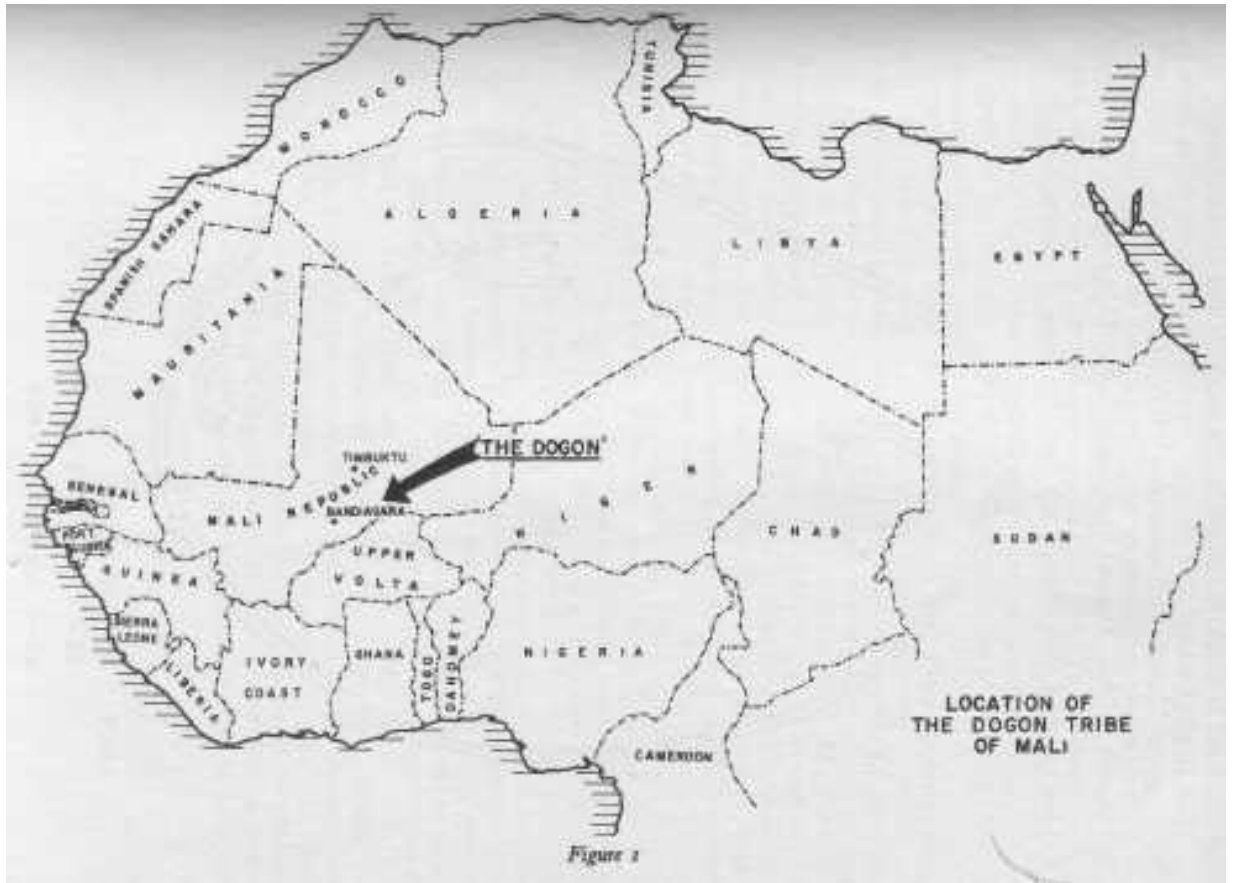 TUNISIA
MOROCCO
ALGERIA
LIBYA
EGYPT
SPANISH SAHARA
MAURITANIA
TIMBUKTU
THE DOGON
SENEGAL
MALI REPUBLIC
BANDIAGARA
NIGER
CHAD
SUDAN
PORT
GUINEA
UPPER
VOLTA
SIERRA
LEONE
LIBERIA
IVORY
COAST
GHANA
TOGO
DAHOMEY
NIGERIA
CAMEROON
LOCATION OF
THE DOGON TRIBE
OF MALI
Figure 1